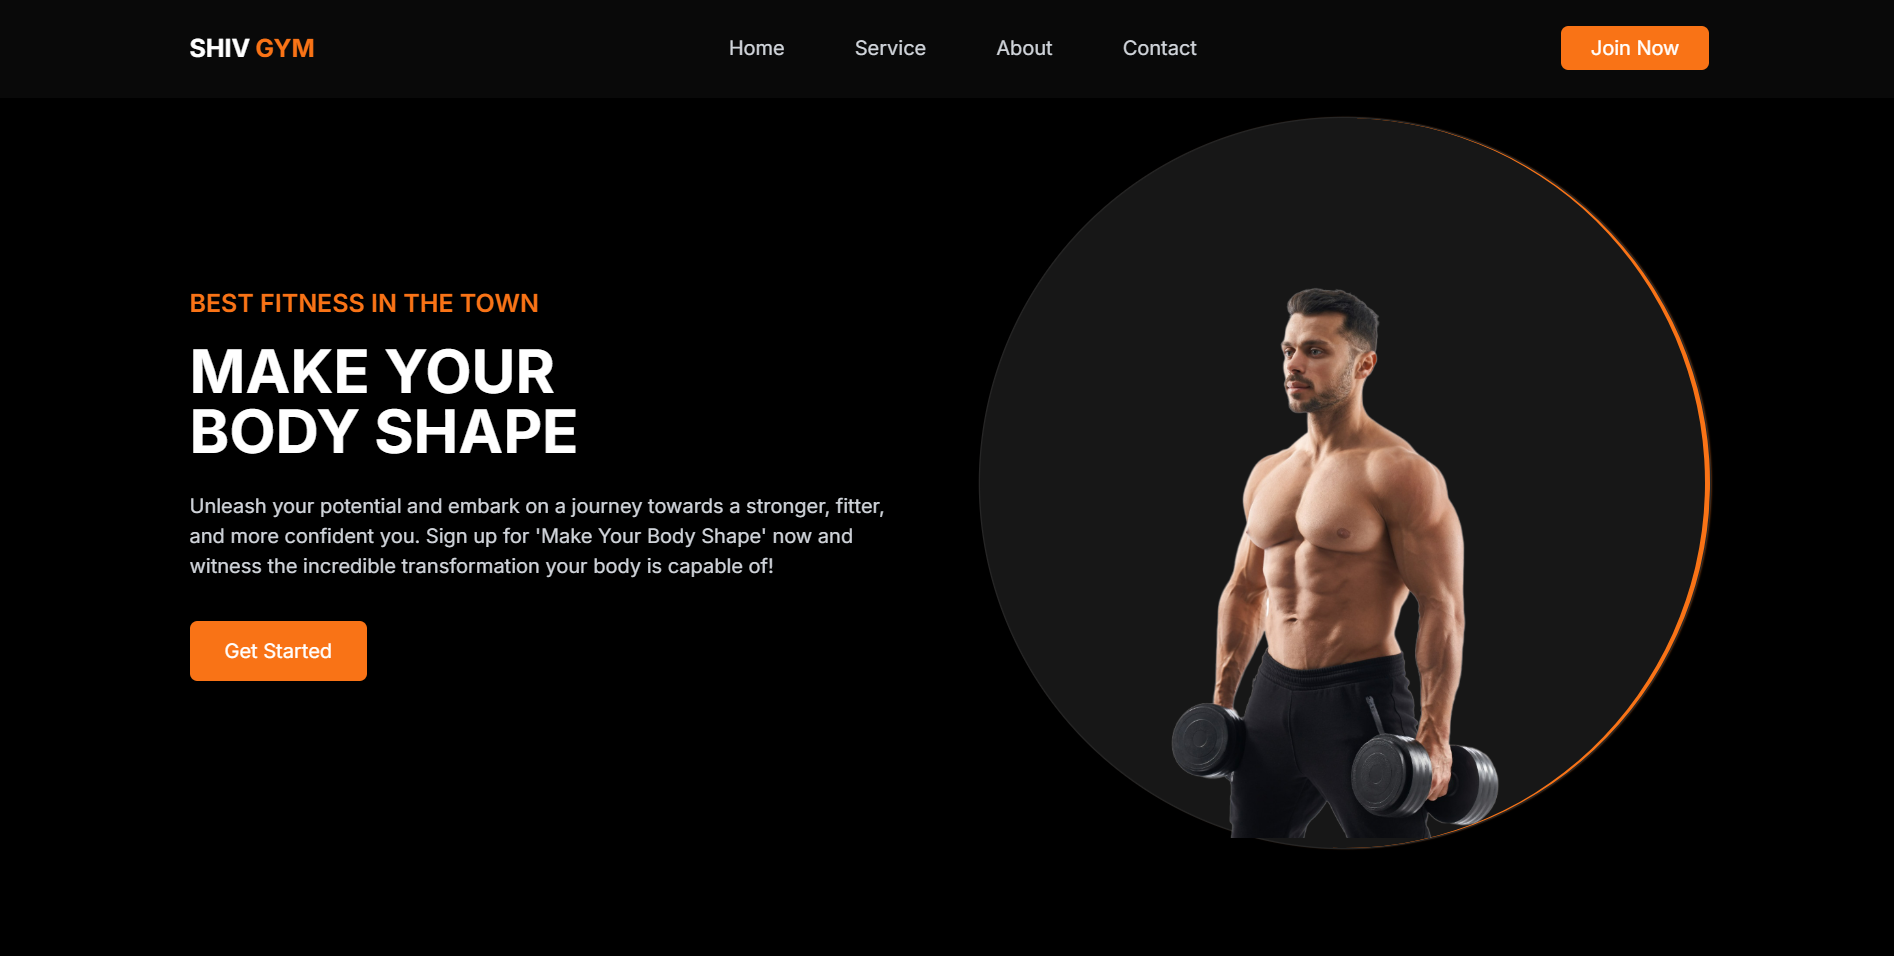 SHIV GYM
Home
Service
About
Contact
Join Now
BEST FITNESS IN THE TOWN
MAKE YOUR
BODY SHAPE
Unleash your potential and embark on a journey towards a stronger, fitter,
and more confident you. Sign up for 'Make Your Body Shape' now and
witness the incredible transformation your body is capable of!
Get Started